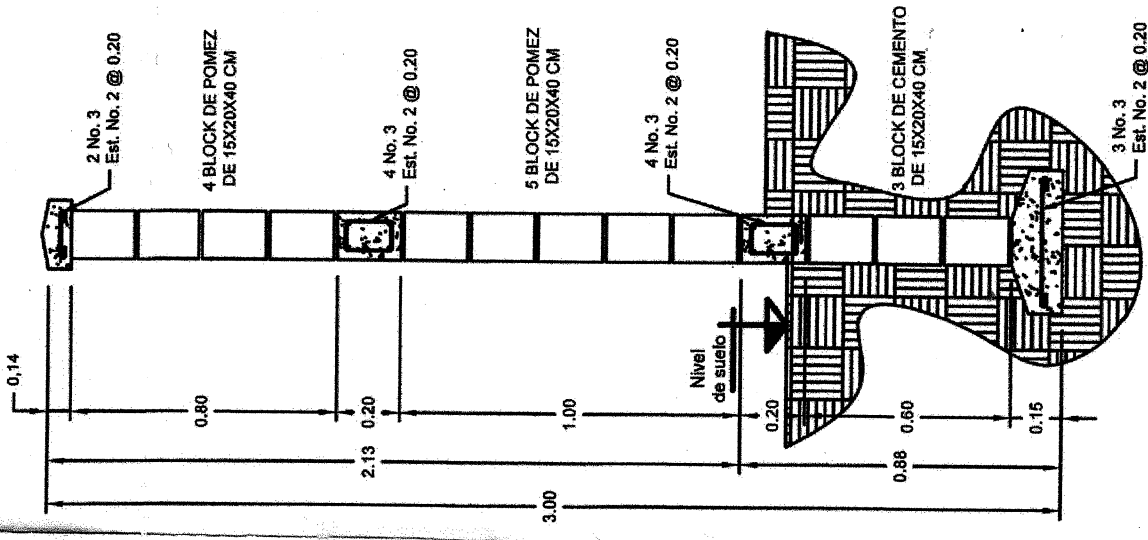 0,14
2 No. 3
Est. No. 2 @ 0.20
0.80
4 BLOCK DE POMEZ
DE 15X20X40 CM
0.20
4 No. 3
Est. No. 2 @ 0.20
2.13
1.00
5 BLOCK DE POMEZ
DE 15X20X40 CM
3.00
Nivel
de suelo
4 No. 3
Est. No. 2 @ 0.20
0.20
0.88
0.60
3 BLOCK DE CEMENTO
DE 15X20X40 CM
0.15
3 No. 3
Est. No. 2 @ 0.20